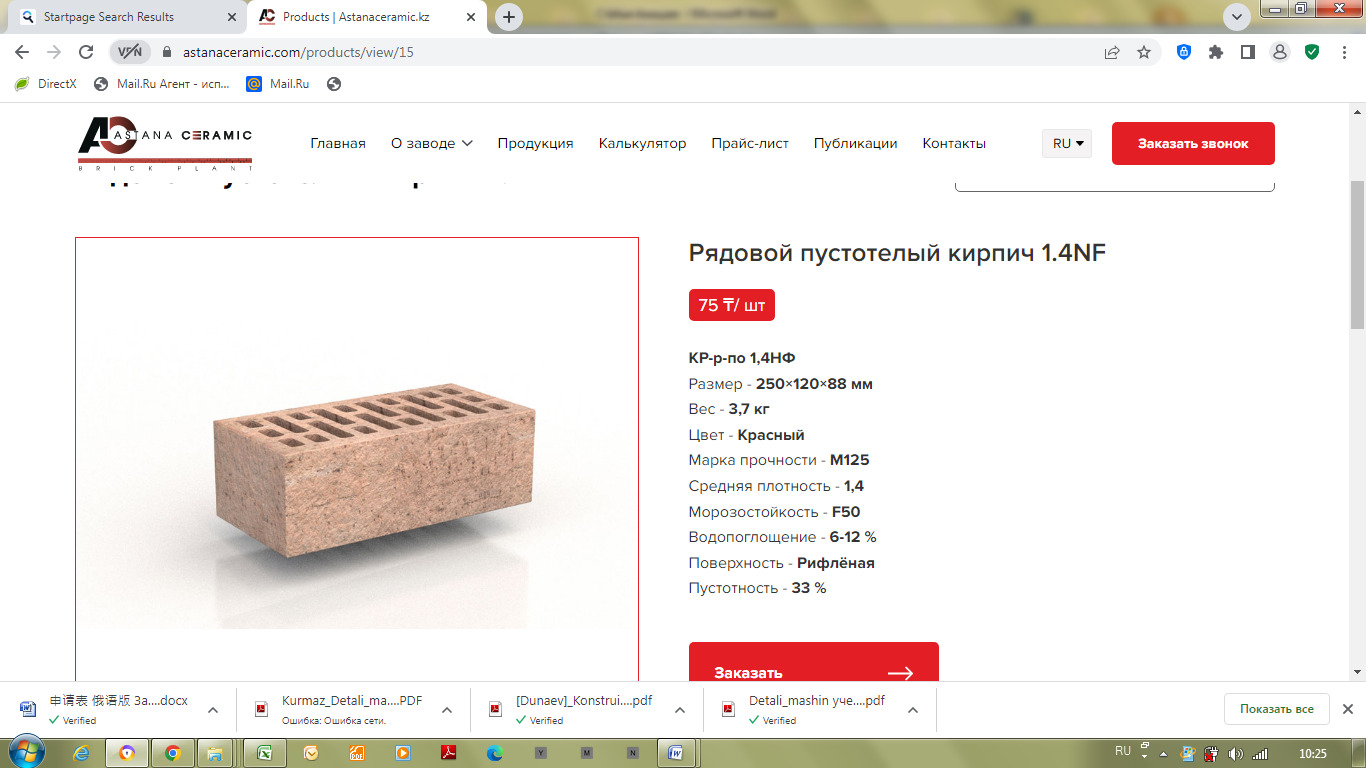 Startpage Search Results
Products | Astanaceramic.kz
VPN
astanaceramic.com/products/view/15
DirectX
Mail.Ru Агент - исп...
Mail.Ru
ASTANA CERAMIC
BRICK PLANT
Главная
О заводе
Продукция
Калькулятор
Прайс-лист
Публикации
Контакты
RU
Заказать звонок
Рядовой пустотелый кирпич 1.4NF
75 ₸/ шт
КР-р-по 1,4НФ
Размер - 250×120×88 мм
Вес - 3,7 кг
Цвет - Красный
Марка прочности - М125
Средняя плотность - 1,4
Морозостойкость - F50
Водопоглощение - 6-12 %
Поверхность - Рифлёная
Пустотность - 33 %
Заказать
申请表 俄语版 За....docx
Verified
Kurmaz_Detali_ma....PDF
Ошибка: Ошибка сети.
[Dunaev]_Konstrui....pdf
Verified
Detali_mashin уче....pdf
Verified
Показать все
Y
M
N
RU
10:25